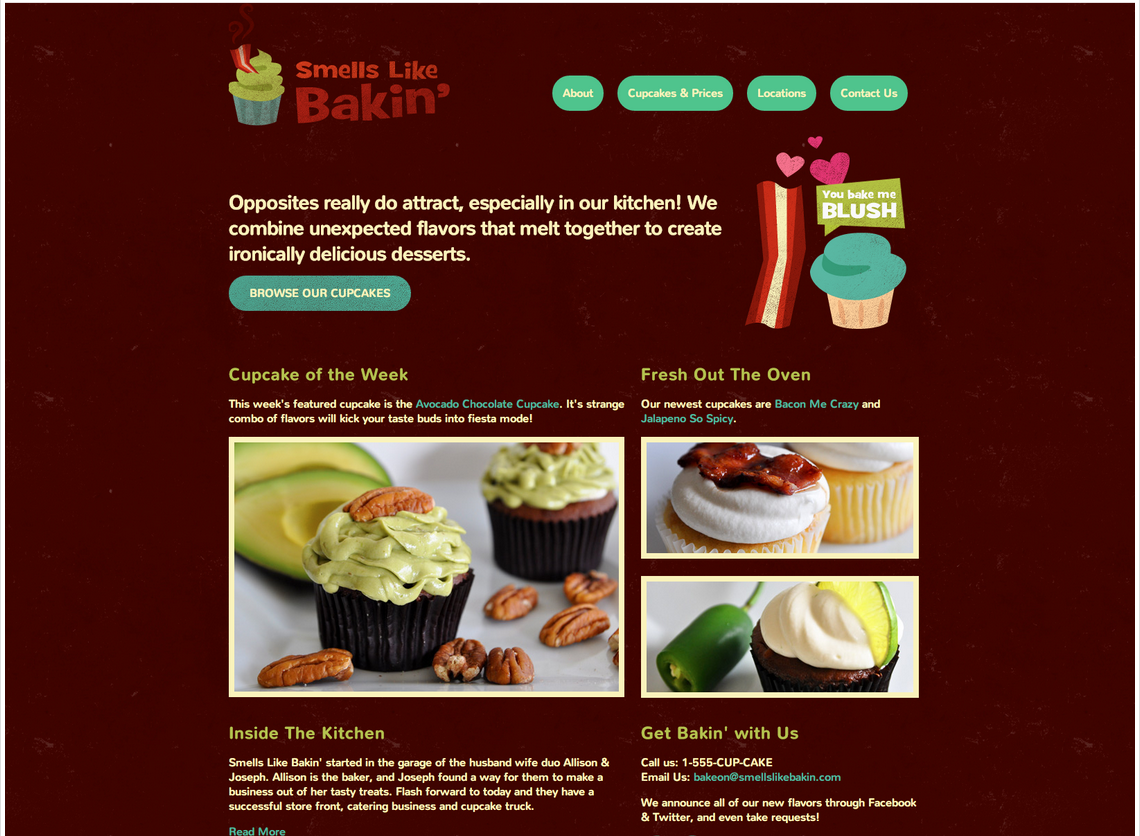 Smells Like
Bakin'
About
Cupcakes & Prices
Locations
Contact Us
You bake me
BLUSH
Opposites really do attract, especially in our kitchen! We
combine unexpected flavors that melt together to create
ironically delicious desserts.
BROWSE OUR CUPCAKES
Cupcake of the Week
This week's featured cupcake is the Avocado Chocolate Cupcake. It's strange
combo of flavors will kick your taste buds into fiesta mode!
Fresh Out The Oven
Our newest cupcakes are Bacon Me Crazy and
Jalapeno So Spicy.
Inside The Kitchen
Smells Like Bakin' started in the garage of the husband wife duo Allison &
Joseph. Allison is the baker, and Joseph found a way for them to make a
business out of her tasty treats. Flash forward to today and they have a
successful store front, catering business and cupcake truck.
Read More
Get Bakin' with Us
Call us: 1-555-CUP-CAKE
Email Us: bakeon@smellslikebakin.com
We announce all of our new flavors through Facebook
& Twitter, and even take requests!